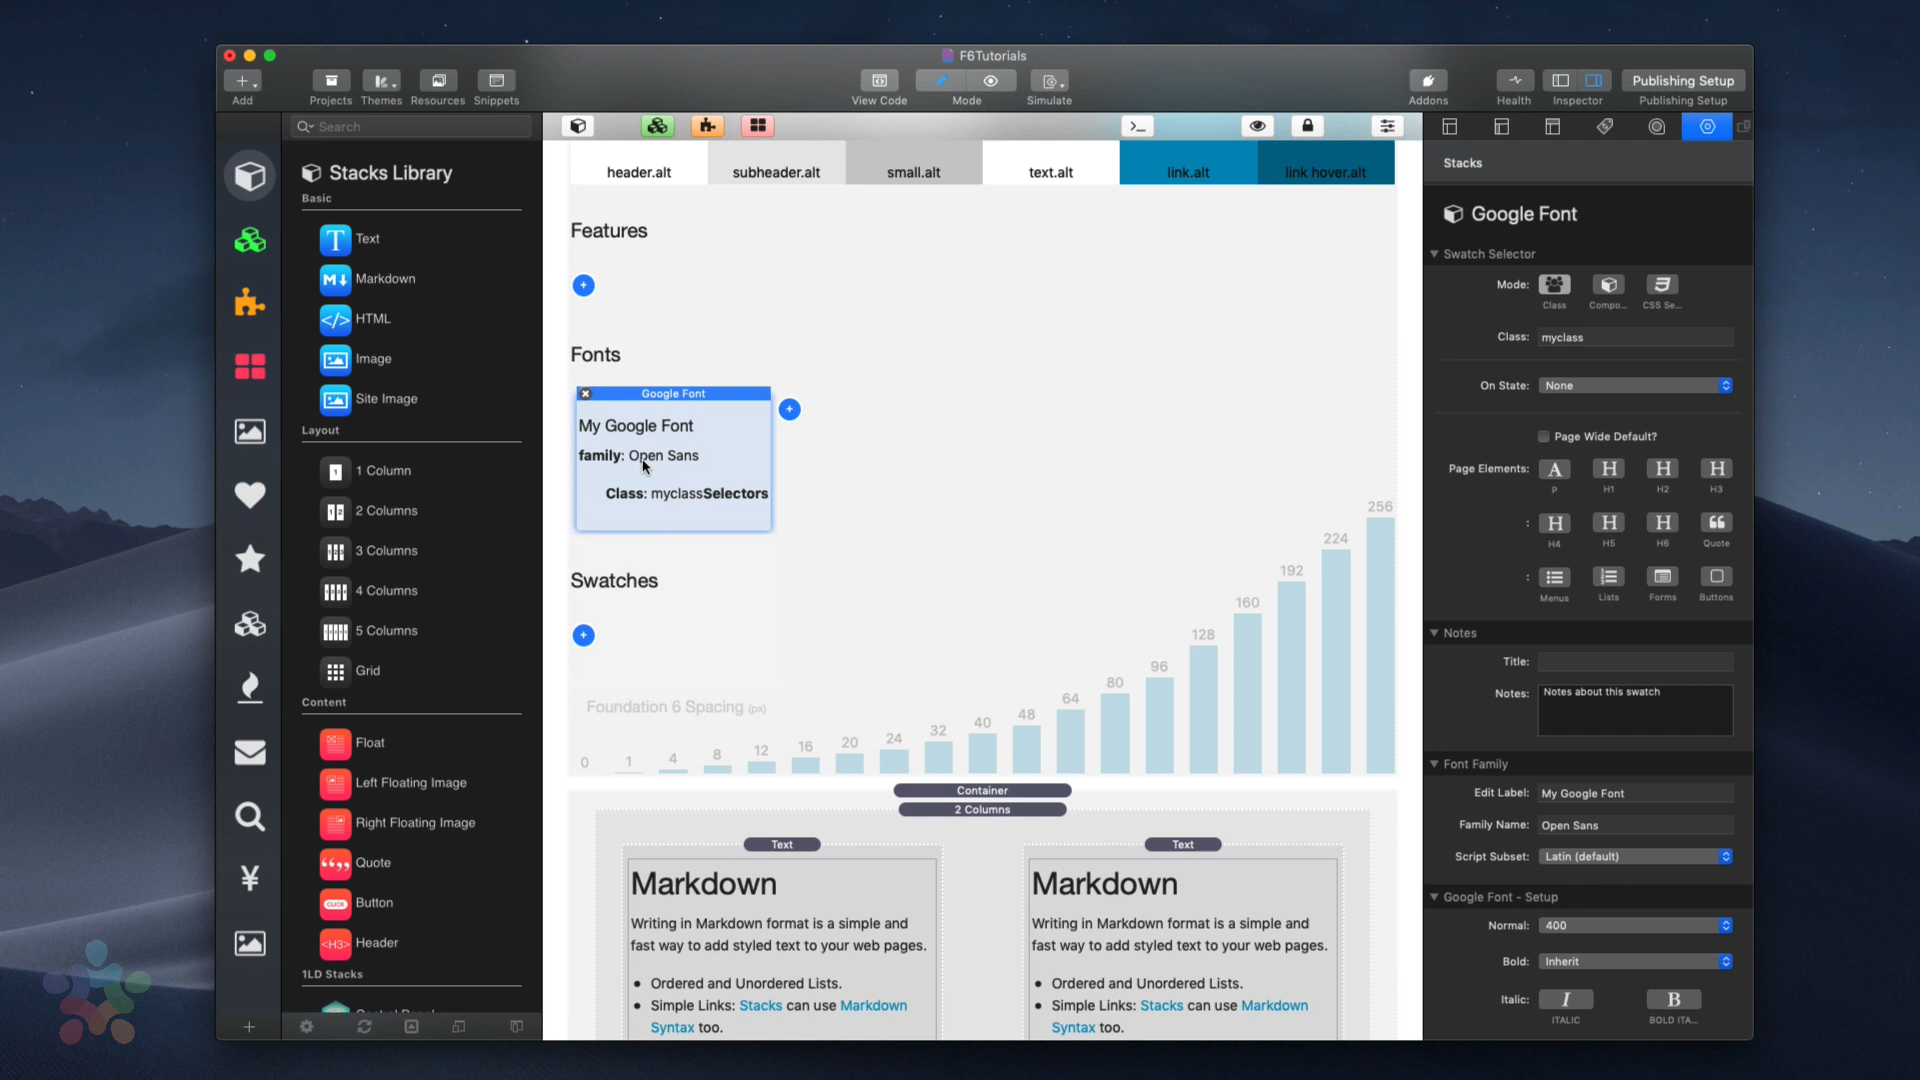 F6Tutorials
Add
Projects
Themes
Resources
Snippets
View Code
Mode
Simulate
Addons
Health
Inspector
Publishing Setup
Publishing Setup
Search
Stacks Library
Basic
Text
Markdown
HTML
Image
Site Image
Layout
1 Column
2 Columns
3 Columns
4 Columns
5 Columns
Grid
Content
Float
Left Floating Image
Right Floating Image
Quote
Button
Header
1LD Stacks
header.alt
subheader.alt
small.alt
text.alt
link.alt
link hover.alt
Features
Fonts
Google Font
My Google Font
family: Open Sans
Class: myclassSelectors
Swatches
Foundation 6 Spacing (px)
0 1 4 8 12 16 20 24 32 40 48 64 80 96 128 160 192 224 256
Container
2 Columns
Text
Markdown
Writing in Markdown format is a simple and
fast way to add styled text to your web pages.
Ordered and Unordered Lists.
Simple Links: Stacks can use Markdown
Syntax too.
Text
Markdown
Writing in Markdown format is a simple and
fast way to add styled text to your web pages.
Ordered and Unordered Lists.
Simple Links: Stacks can use Markdown
Syntax too.
Stacks
Google Font
Swatch Selector
Mode:
Class
Compo...
CSS Se...
Class: myclass
On State: None
Page Wide Default?
Page Elements:
P
H1
H2
H3
:
H4
H5
H6
Quote
:
Menus
Lists
Forms
Buttons
Notes
Title:
Notes: Notes about this swatch
Font Family
Edit Label: My Google Font
Family Name: Open Sans
Script Subset: Latin (default)
Google Font - Setup
Normal: 400
Bold: Inherit
Italic:
ITALIC
BOLD ITA...